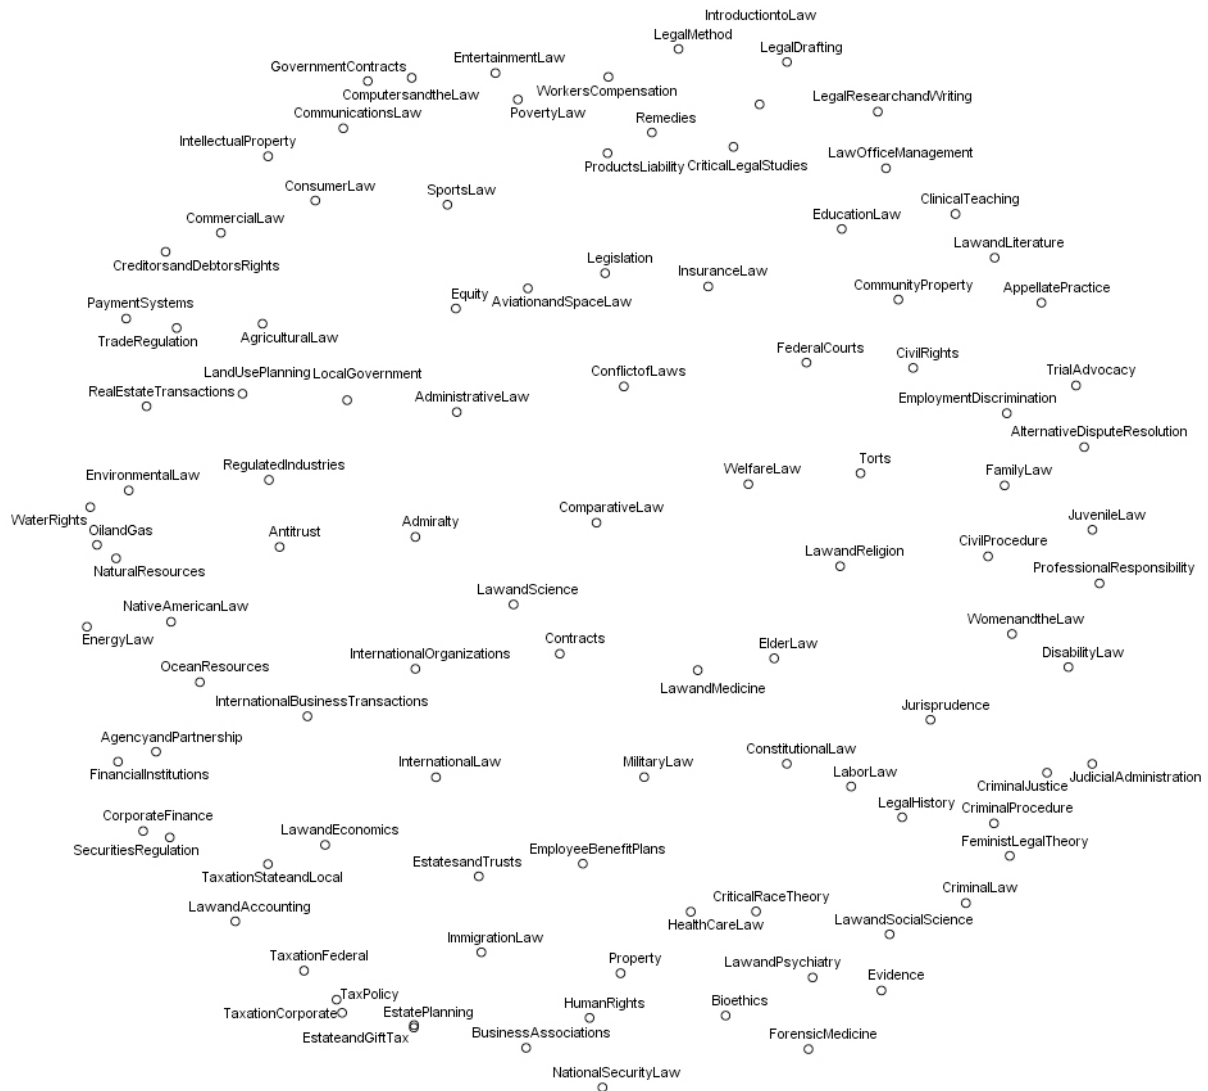 IntroductiontoLaw
LegalMethod
LegalDrafting
EntertainmentLaw
GovernmentContracts
WorkersCompensation
ComputersandtheLaw
LegalResearchandWriting
CommunicationsLaw
PovertyLaw
Remedies
IntellectualProperty
LawOfficeManagement
ProductsLiability
CriticalLegalStudies
ConsumerLaw
SportsLaw
ClinicalTeaching
CommercialLaw
EducationLaw
LawandLiterature
Legislation
CreditorsandDebtorsRights
InsuranceLaw
CommunityProperty
AppellatePractice
Equity
AviationandSpaceLaw
PaymentSystems
TradeRegulation
AgriculturalLaw
FederalCourts
CivilRights
LandUsePlanning
LocalGovernment
ConflictofLaws
TrialAdvocacy
RealEstateTransactions
AdministrativeLaw
EmploymentDiscrimination
AlternativeDisputeResolution
Torts
RegulatedIndustries
WelfareLaw
FamilyLaw
EnvironmentalLaw
ComparativeLaw
JuvenileLaw
WaterRights
Admiralty
OilandGas
Antitrust
CivilProcedure
LawandReligion
ProfessionalResponsibility
NaturalResources
LawandScience
NativeAmericanLaw
WomenandtheLaw
EnergyLaw
Contracts
ElderLaw
DisabilityLaw
InternationalOrganizations
OceanResources
LawandMedicine
InternationalBusinessTransactions
Jurisprudence
AgencyandPartnership
ConstitutionalLaw
InternationalLaw
MilitaryLaw
LaborLaw
FinancialInstitutions
JudicialAdministration
CriminalJustice
LegalHistory
CriminalProcedure
CorporateFinance
LawandEconomics
FeministLegalTheory
SecuritiesRegulation
EmployeeBenefitPlans
EstatesandTrusts
TaxationStateandLocal
CriminalLaw
CriticalRaceTheory
LawandAccounting
LawandSocialScience
HealthCareLaw
ImmigrationLaw
TaxationFederal
Property
LawandPsychiatry
Evidence
TaxPolicy
HumanRights
Bioethics
TaxationCorporate
EstatePlanning
BusinessAssociations
ForensicMedicine
EstateandGiftTax
NationalSecurityLaw